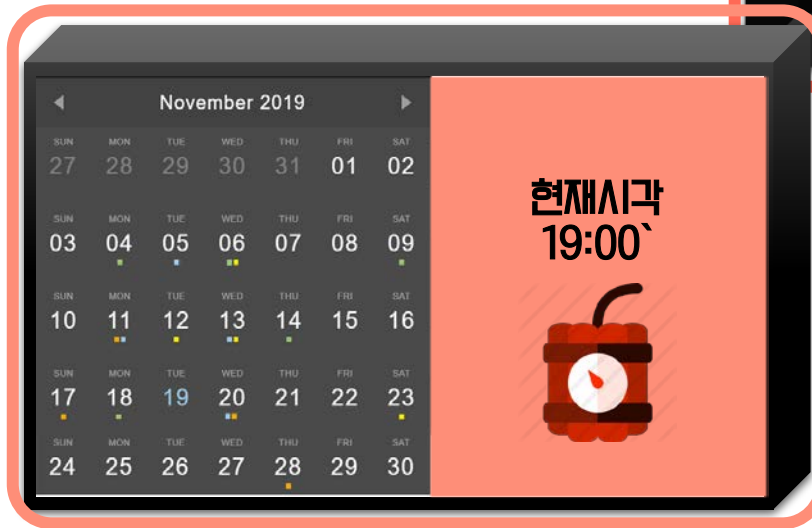 November 2019
SUN MON TUE WED THU FRI SAT
27 28 29 30 31 01 02
SUN MON TUE WED THU FRI SAT
03 04 05 06 07 08 09
SUN MON TUE WED THU FRI SAT
10 11 12 13 14 15 16
SUN MON TUE WED THU FRI SAT
17 18 19 20 21 22 23
SUN MON TUE WED THU FRI SAT
24 25 26 27 28 29 30
현재시각
19:00`